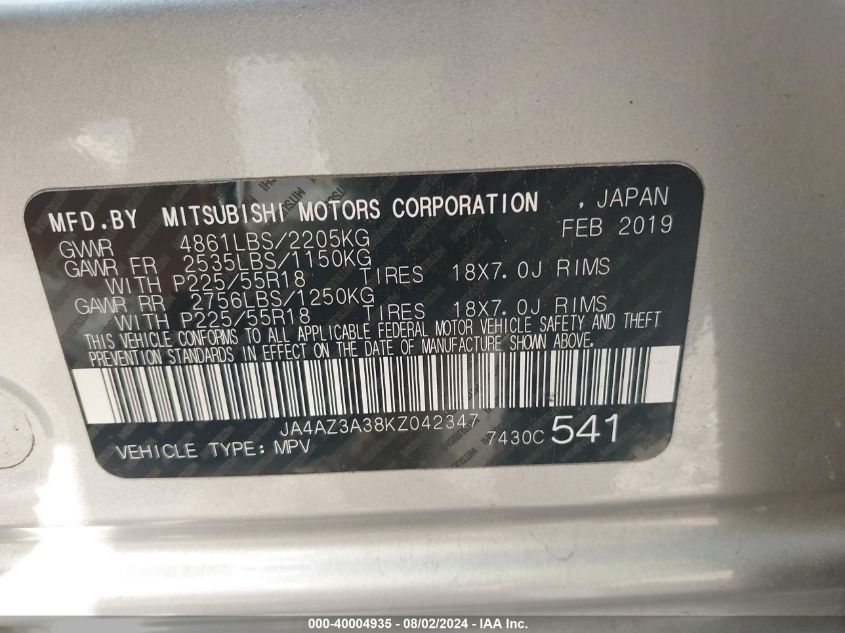 MFD.BY MITSUBISHI MOTORS CORPORATION , JAPAN
GVWR 4861LBS/2205KG FEB 2019
GAWR FR 2535LBS/1150KG
WITH P225/55R18 TIRES 18X7.0J RIMS
GAWR RR 2756LBS/1250KG
WITH P225/55R18 TIRES 18X7.0J RIMS
THIS VEHICLE CONFORMS TO ALL APPLICABLE FEDERAL MOTOR VEHICLE SAFETY AND THEFT
PREVENTION STANDARDS IN EFFECT ON THE DATE OF MANUFACTURE SHOWN ABOVE.
JA4AZ3A38KZ042347
VEHICLE TYPE: MPV 7430C 541
000-40004935 - 08/02/2024 - IAA Inc.